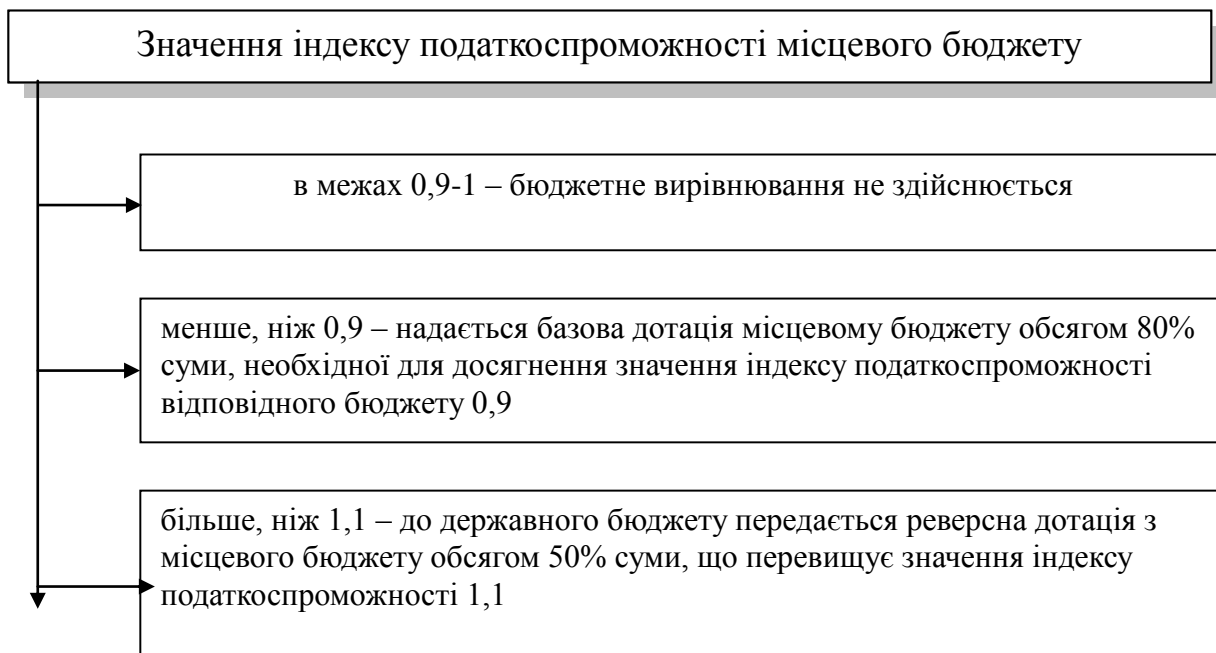 Значення індексу податкоспроможності місцевого бюджету
в межах 0,9-1 – бюджетне вирівнювання не здійснюється
менше, ніж 0,9 – надається базова дотація місцевому бюджету обсягом 80%
суми, необхідної для досягнення значення індексу податкоспроможності
відповідного бюджету 0,9
більше, ніж 1,1 – до державного бюджету передається реверсна дотація з
місцевого бюджету обсягом 50% суми, що перевищує значення індексу
податкоспроможності 1,1